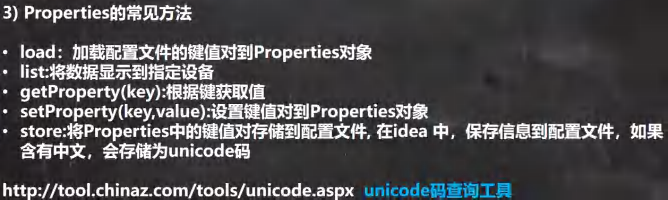 3) Properties的常见方法
• load：加载配置文件的键值对到Properties对象
• list:将数据显示到指定设备
• getProperty(key):根据键获取值
• setProperty(key,value):设置键值对到Properties对象
• store:将Properties中的键值对存储到配置文件, 在idea 中，保存信息到配置文件，如果
含有中文，会存储为unicode码
http://tool.chinaz.com/tools/unicode.aspx unicode码查询工具